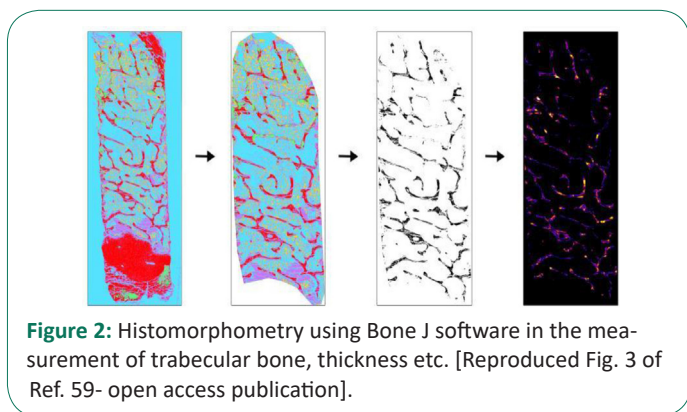 Figure 2: Histomorphometry using Bone J software in the mea-
surement of trabecular bone, thickness etc. [Reproduced Fig. 3 of
Ref. 59- open access publication].